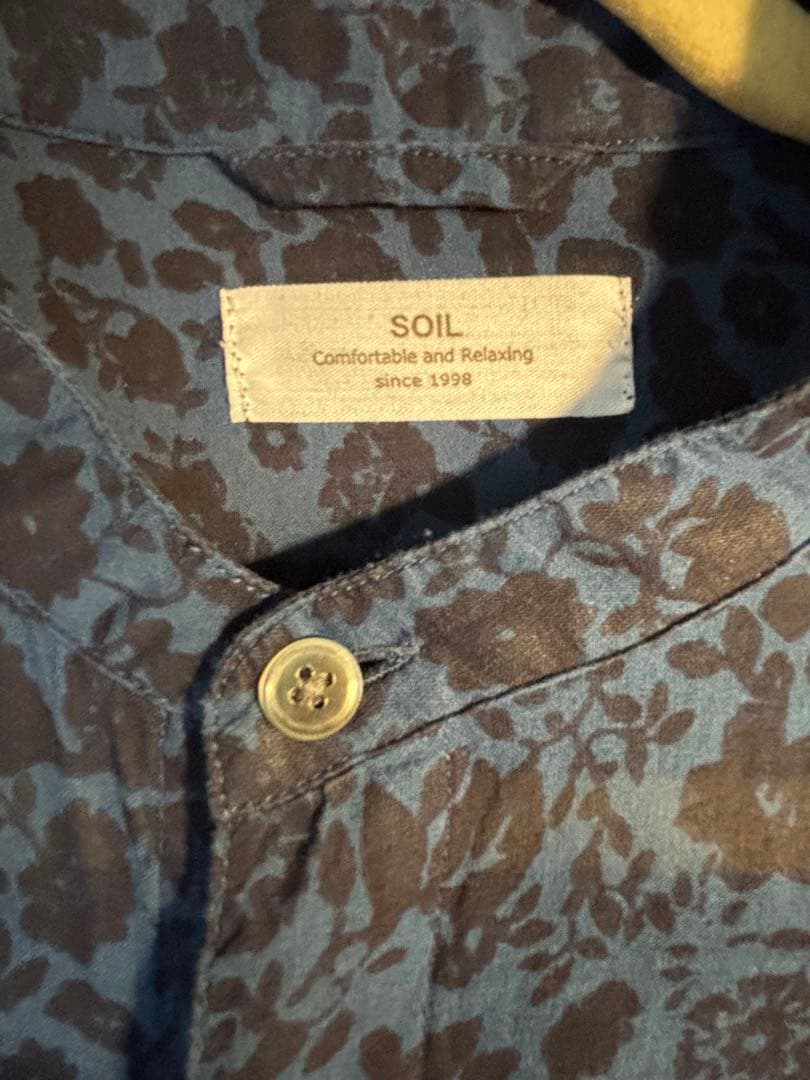 SOIL
Comfortable and Relaxing
since 1998